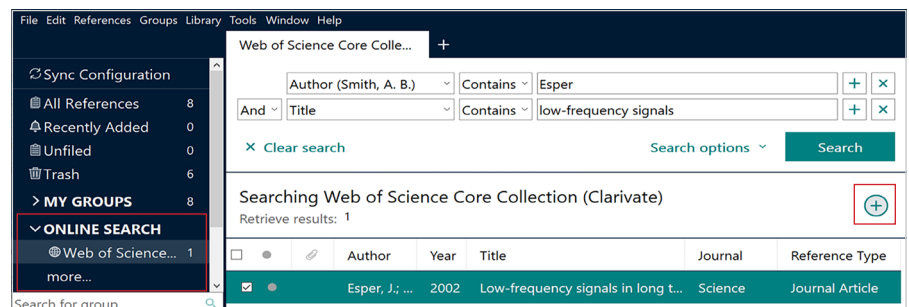 File Edit References Groups Library Tools Window Help
Web of Science Core Colle...
Sync Configuration
All References 8
Recently Added 0
Unfiled 0
Trash 6
MY GROUPS 8
ONLINE SEARCH
Web of Science... 1
more...
Search for group
Author (Smith, A. B.) Contains Esper
And Title Contains low-frequency signals
Clear search Search options Search
Searching Web of Science Core Collection (Clarivate)
Retrieve results: 1
Author Year Title Journal Reference Type
Esper, J.; ... 2002 Low-frequency signals in long t... Science Journal Article